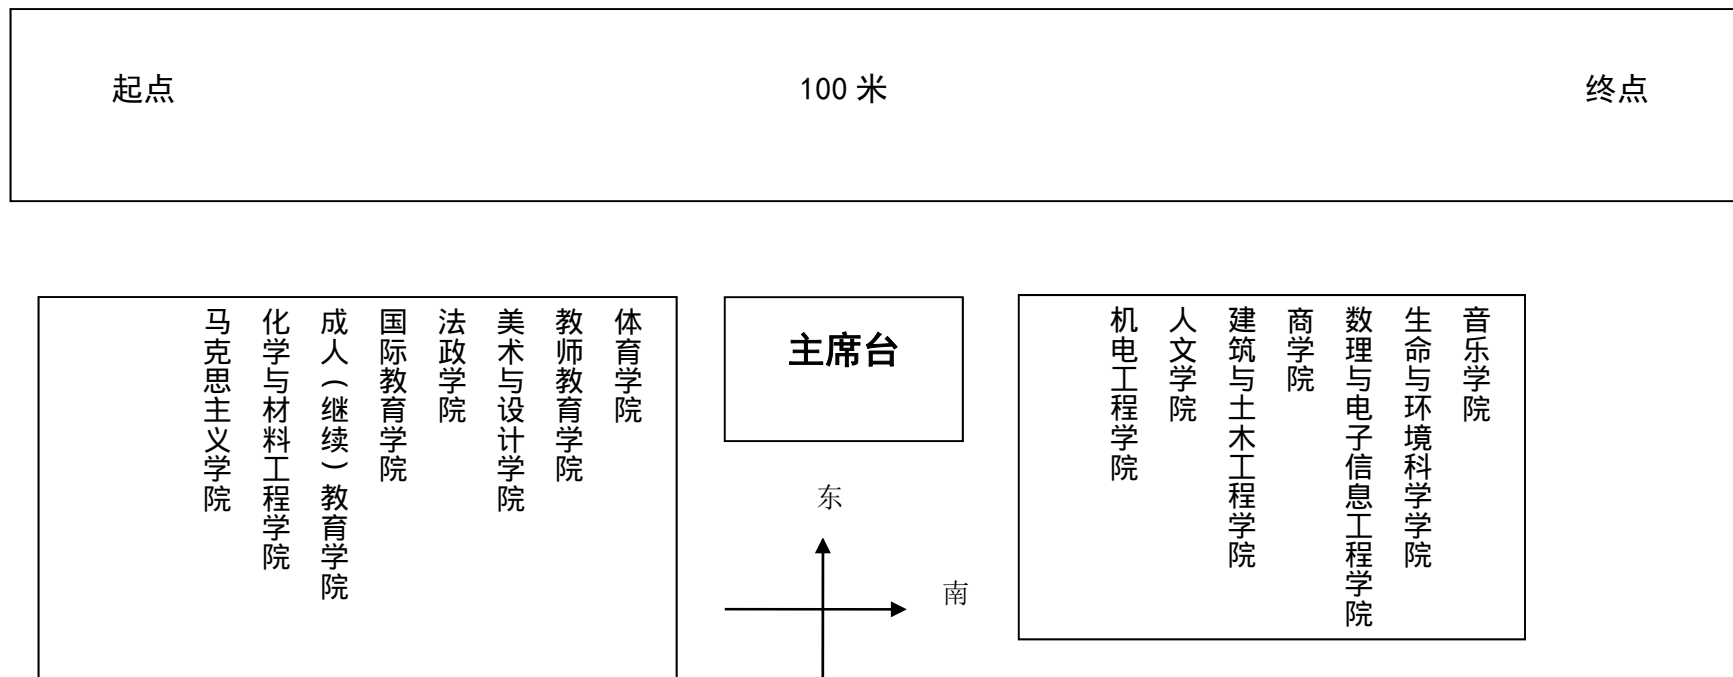 起点
100 米
终点
马克思主义学院
化学与材料工程学院
成人（继续）教育学院
国际教育学院
法政学院
美术与设计学院
教师教育学院
体育学院
主席台
机电工程学院
人文学院
建筑与土木工程学院
商学院
数理与电子信息工程学院
生命与环境科学学院
音乐学院
东
南